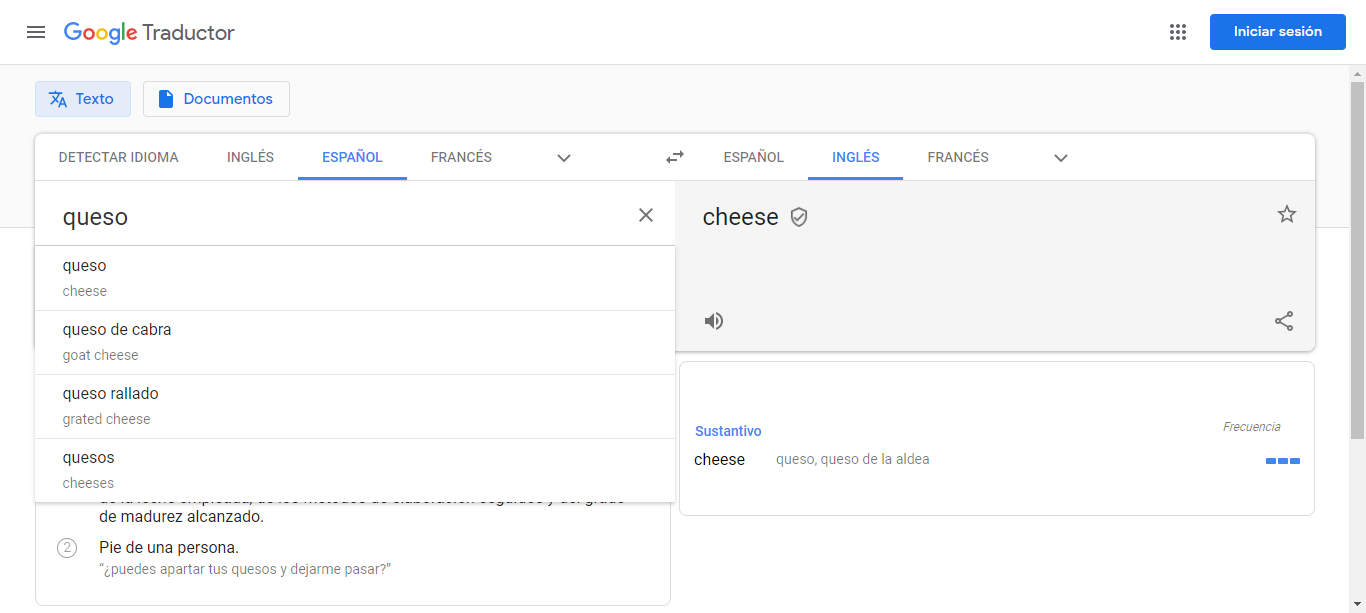 Google Traductor
Iniciar sesión
Texto
Documentos
DETECTAR IDIOMA INGLÉS ESPAÑOL FRANCÉS
ESPAÑOL INGLÉS FRANCÉS
queso
cheese
queso
cheese
queso de cabra
goat cheese
queso rallado
grated cheese
quesos
cheeses
de madurez alcanzado.
2 Pie de una persona.
“¿puedes apartar tus quesos y dejarme pasar?”
Sustantivo
Frecuencia
cheese queso, queso de la aldea